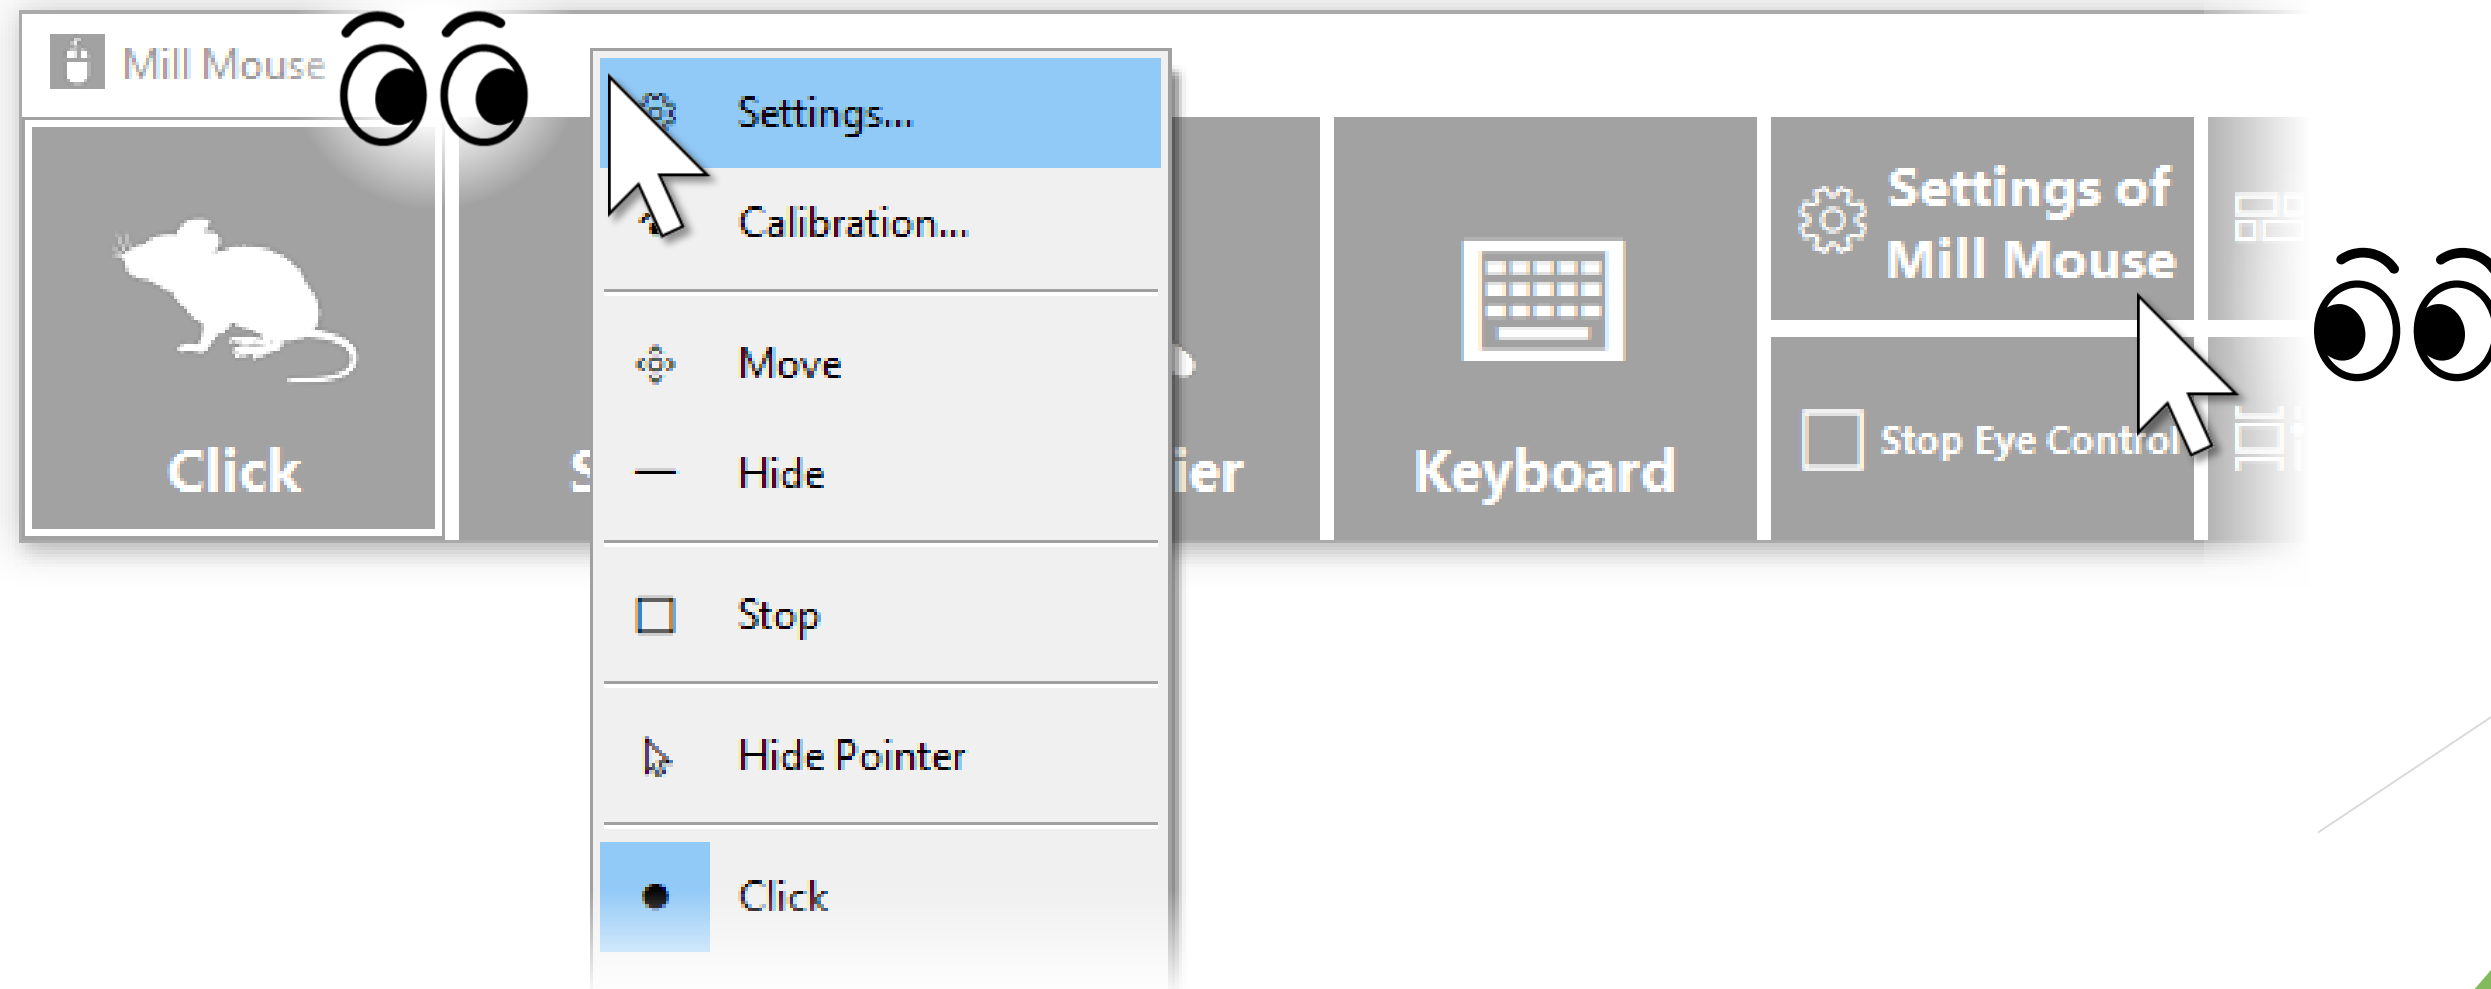 Mill Mouse
Settings...
Calibration...
Move
Hide
Stop
Hide Pointer
Click
Click
Keyboard
Settings of
Mill Mouse
Stop Eye Control